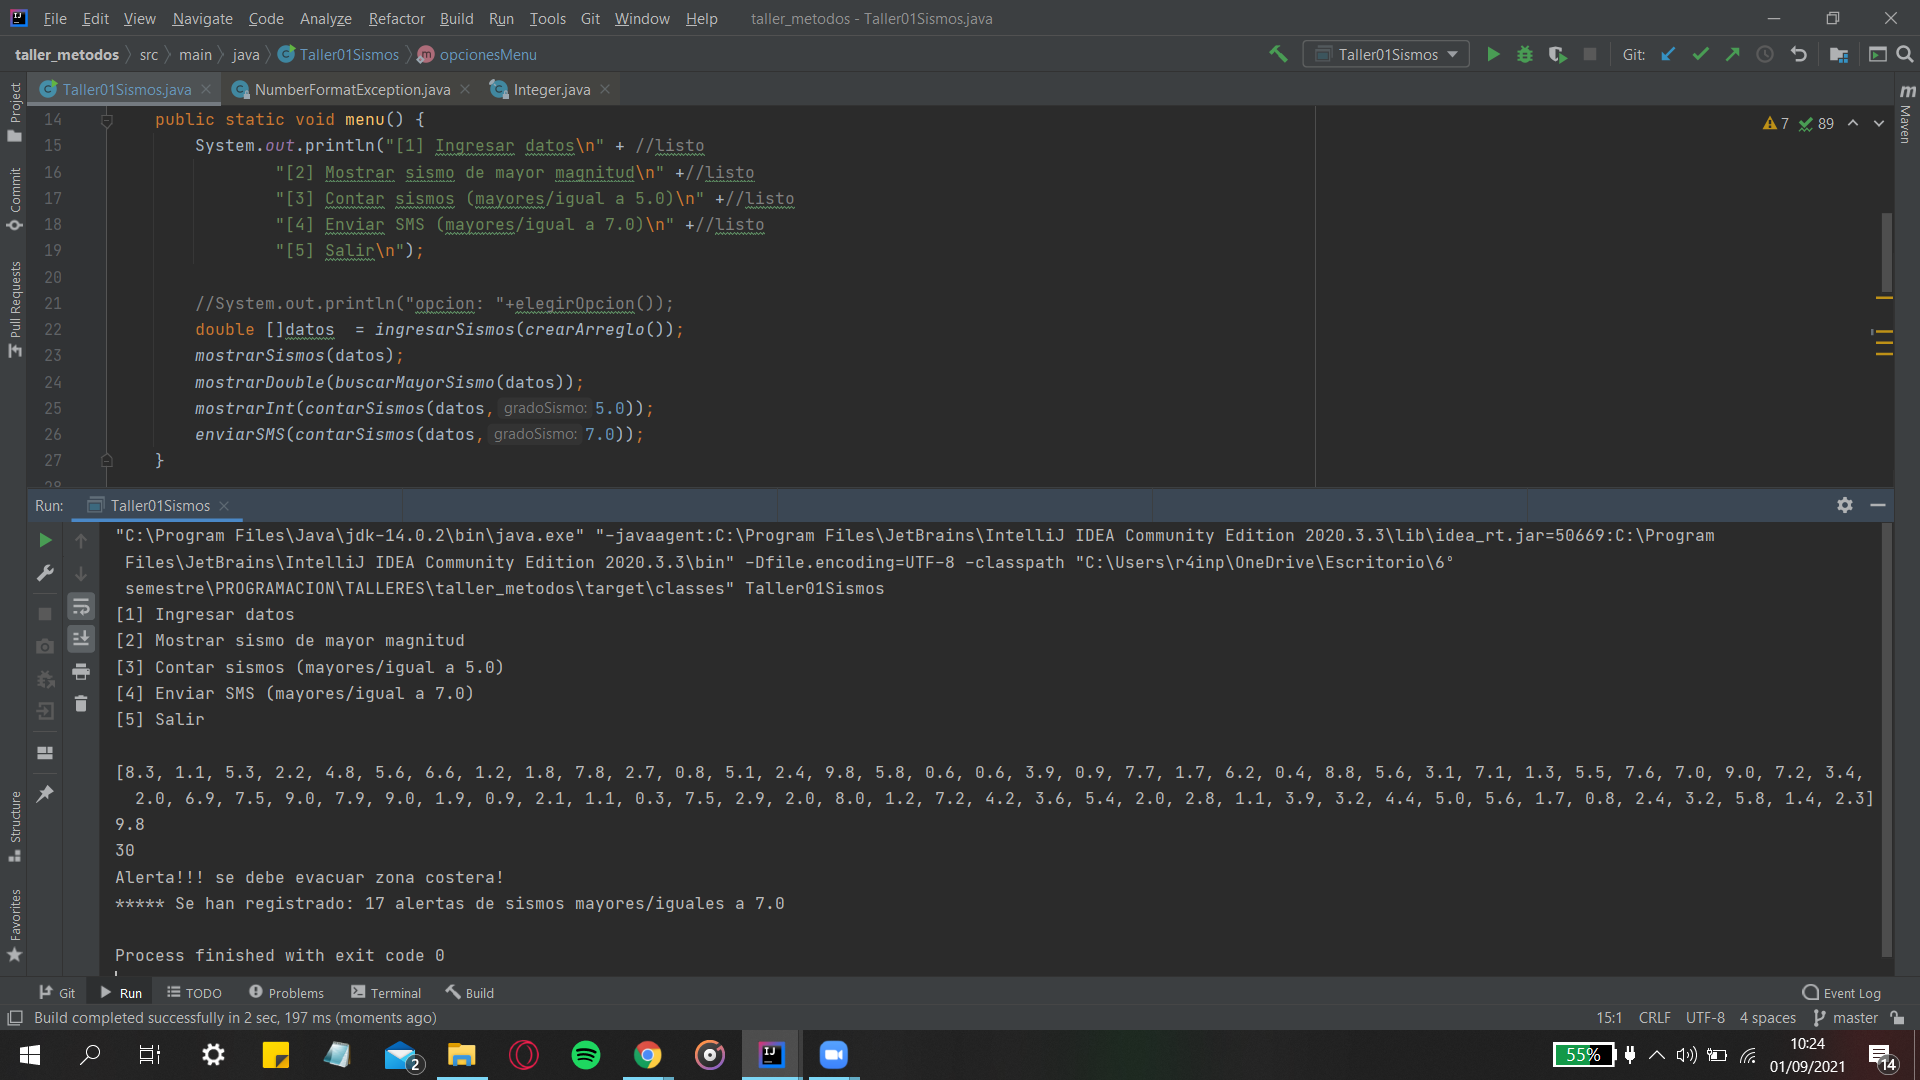 File Edit View Navigate Code Analyze Refactor Build Run Tools Git Window Help taller_metodos - Taller01Sismos.java
taller_metodos src main java Taller01Sismos opcionesMenu Taller01Sismos Git:
Taller01Sismos.java NumberFormatException.java Integer.java
Project
Commit
Pull Requests
Structure
Favorites
Maven
7 89
14 public static void menu() {
15 System.out.println("[1] Ingresar datos\n" + //listo
16 "[2] Mostrar sismo de mayor magnitud\n" +//listo
17 "[3] Contar sismos (mayores/igual a 5.0)\n" +//listo
18 "[4] Enviar SMS (mayores/igual a 7.0)\n" +//listo
19 "[5] Salir\n");
20
21 //System.out.println("opcion: "+elegirOpcion());
22 double []datos  = ingresarSismos(crearArreglo());
23 mostrarSismos(datos);
24 mostrarDouble(buscarMayorSismo(datos));
25 mostrarInt(contarSismos(datos, gradoSismo: 5.0));
26 enviarSMS(contarSismos(datos, gradoSismo: 7.0));
27 }
28
Run: Taller01Sismos
"C:\Program Files\Java\jdk-14.0.2\bin\java.exe" "-javaagent:C:\Program Files\JetBrains\IntelliJ IDEA Community Edition 2020.3.3\lib\idea_rt.jar=50669:C:\Program
Files\JetBrains\IntelliJ IDEA Community Edition 2020.3.3\bin" -Dfile.encoding=UTF-8 -classpath "C:\Users\r4inp\OneDrive\Escritorio\6°
semestre\PROGRAMACION\TALLERES\taller_metodos\target\classes" Taller01Sismos
[1] Ingresar datos
[2] Mostrar sismo de mayor magnitud
[3] Contar sismos (mayores/igual a 5.0)
[4] Enviar SMS (mayores/igual a 7.0)
[5] Salir
[8.3, 1.1, 5.3, 2.2, 4.8, 5.6, 6.6, 1.2, 1.8, 7.8, 2.7, 0.8, 5.1, 2.4, 9.8, 5.8, 0.6, 0.6, 3.9, 0.9, 7.7, 1.7, 6.2, 0.4, 8.8, 5.6, 3.1, 7.1, 1.3, 5.5, 7.6, 7.0, 9.0, 7.2, 3.4,
2.0, 6.9, 7.5, 9.0, 7.9, 9.0, 1.9, 0.9, 2.1, 1.1, 0.3, 7.5, 2.9, 2.0, 8.0, 1.2, 7.2, 4.2, 3.6, 5.4, 2.0, 2.8, 1.1, 3.9, 3.2, 4.4, 5.0, 5.6, 1.7, 0.8, 2.4, 3.2, 5.8, 1.4, 2.3]
9.8
30
Alerta!!! se debe evacuar zona costera!
***** Se han registrado: 17 alertas de sismos mayores/iguales a 7.0
Process finished with exit code 0
Git Run TODO Problems Terminal Build Event Log
Build completed successfully in 2 sec, 197 ms (moments ago) 15:1 CRLF UTF-8 4 spaces master
2 55% 10:24
01/09/2021 14